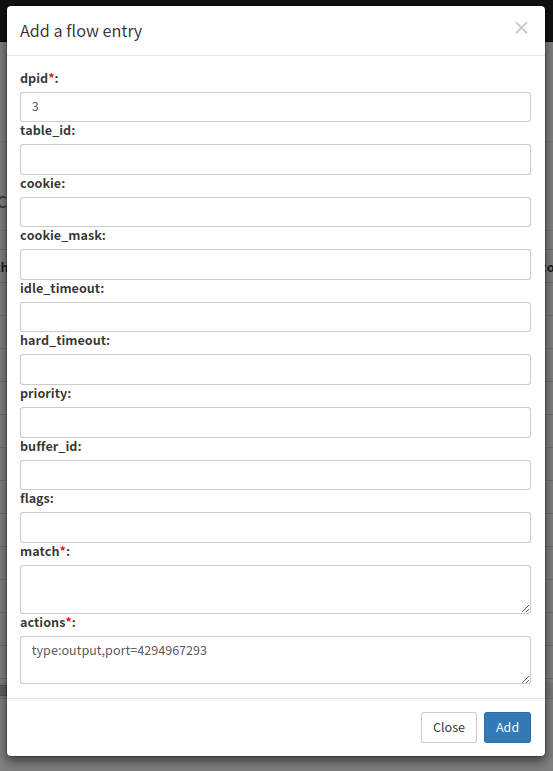 Add a flow entry
×
dpid*:
3
table_id:
cookie:
cookie_mask:
idle_timeout:
hard_timeout:
priority:
buffer_id:
flags:
match*:
actions*:
type:output,port=4294967293
Close
Add